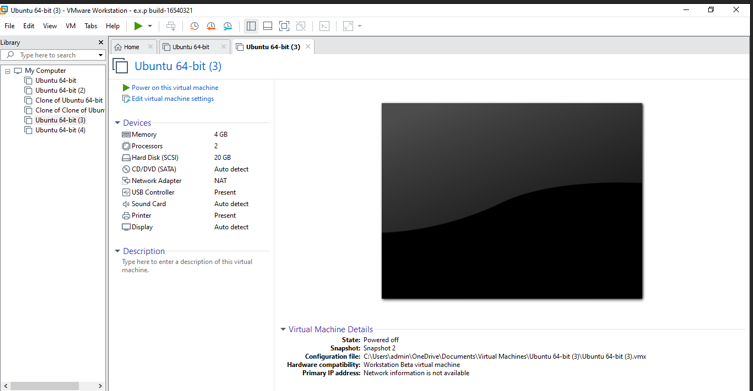 Ubuntu 64-bit (3) - VMware Workstation - e.x.p build-16540321
File Edit View VM Tabs Help
Library
Type here to search
My Computer
Ubuntu 64-bit
Ubuntu 64-bit (2)
Clone of Ubuntu 64-bit
Clone of Clone of Ubun
Ubuntu 64-bit (3)
Ubuntu 64-bit (4)
Home
Ubuntu 64-bit
Ubuntu 64-bit (3)
Ubuntu 64-bit (3)
Power on this virtual machine
Edit virtual machine settings
Devices
Memory 4 GB
Processors 2
Hard Disk (SCSI) 20 GB
CD/DVD (SATA) Auto detect
Network Adapter NAT
USB Controller Present
Sound Card Auto detect
Printer Present
Display Auto detect
Description
Type here to enter a description of this virtual
machine.
Virtual Machine Details
State: Powered off
Snapshot: Snapshot 2
Configuration file: C:\Users\admin\OneDrive\Documents\Virtual Machines\Ubuntu 64-bit (3)\Ubuntu 64-bit (3).vmx
Hardware compatibility: Workstation Beta virtual machine
Primary IP address: Network information is not available